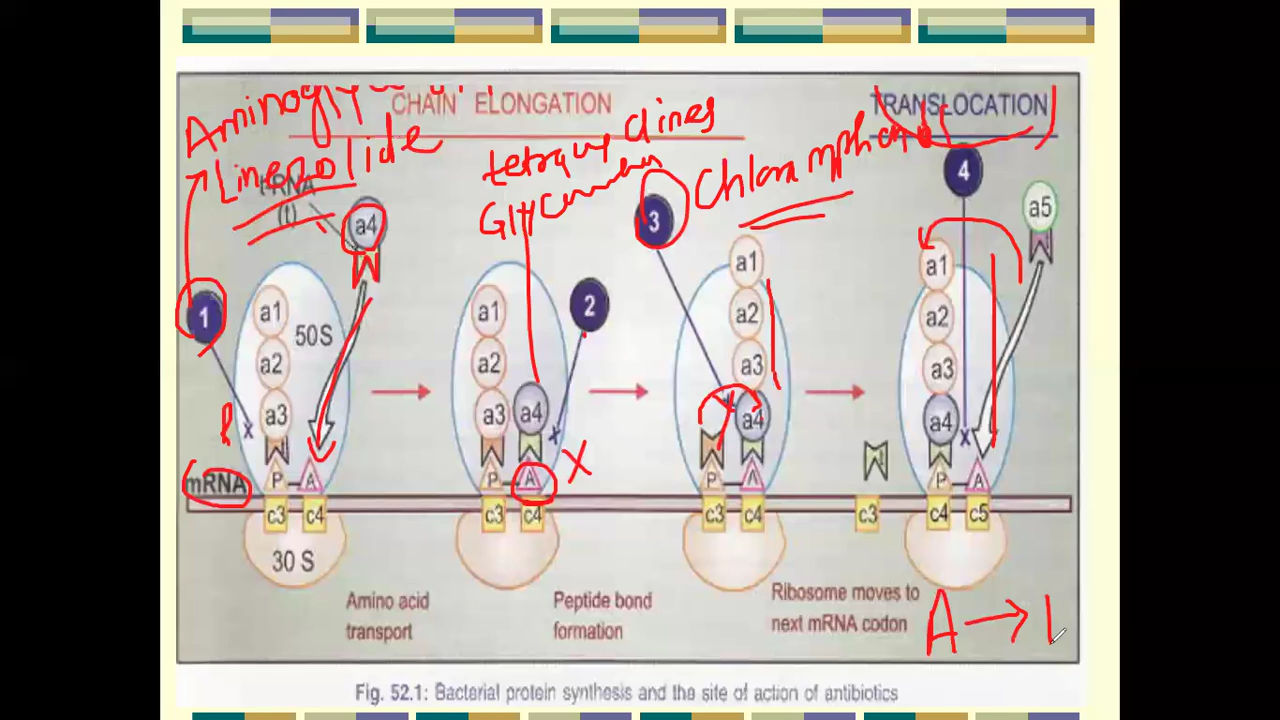 CHAIN ELONGATION
TRANSLOCATION
Linezolide
tetracyclines
tRNA
(t)
a4
1
a1
a2
a3
50S
P
A
mRNA
c3
c4
30 S
Amino acid
transport
2
a1
a2
a3
a4
P
A
X
c3
c4
Peptide bond
formation
3
a1
a2
a3
a4
P
A
c3
c4
Ribosome moves to
next mRNA codon
4
a5
a1
a2
a3
a4
P
A
c3
c4
c5
A → 
Fig. 52.1: Bacterial protein synthesis and the site of action of antibiotics